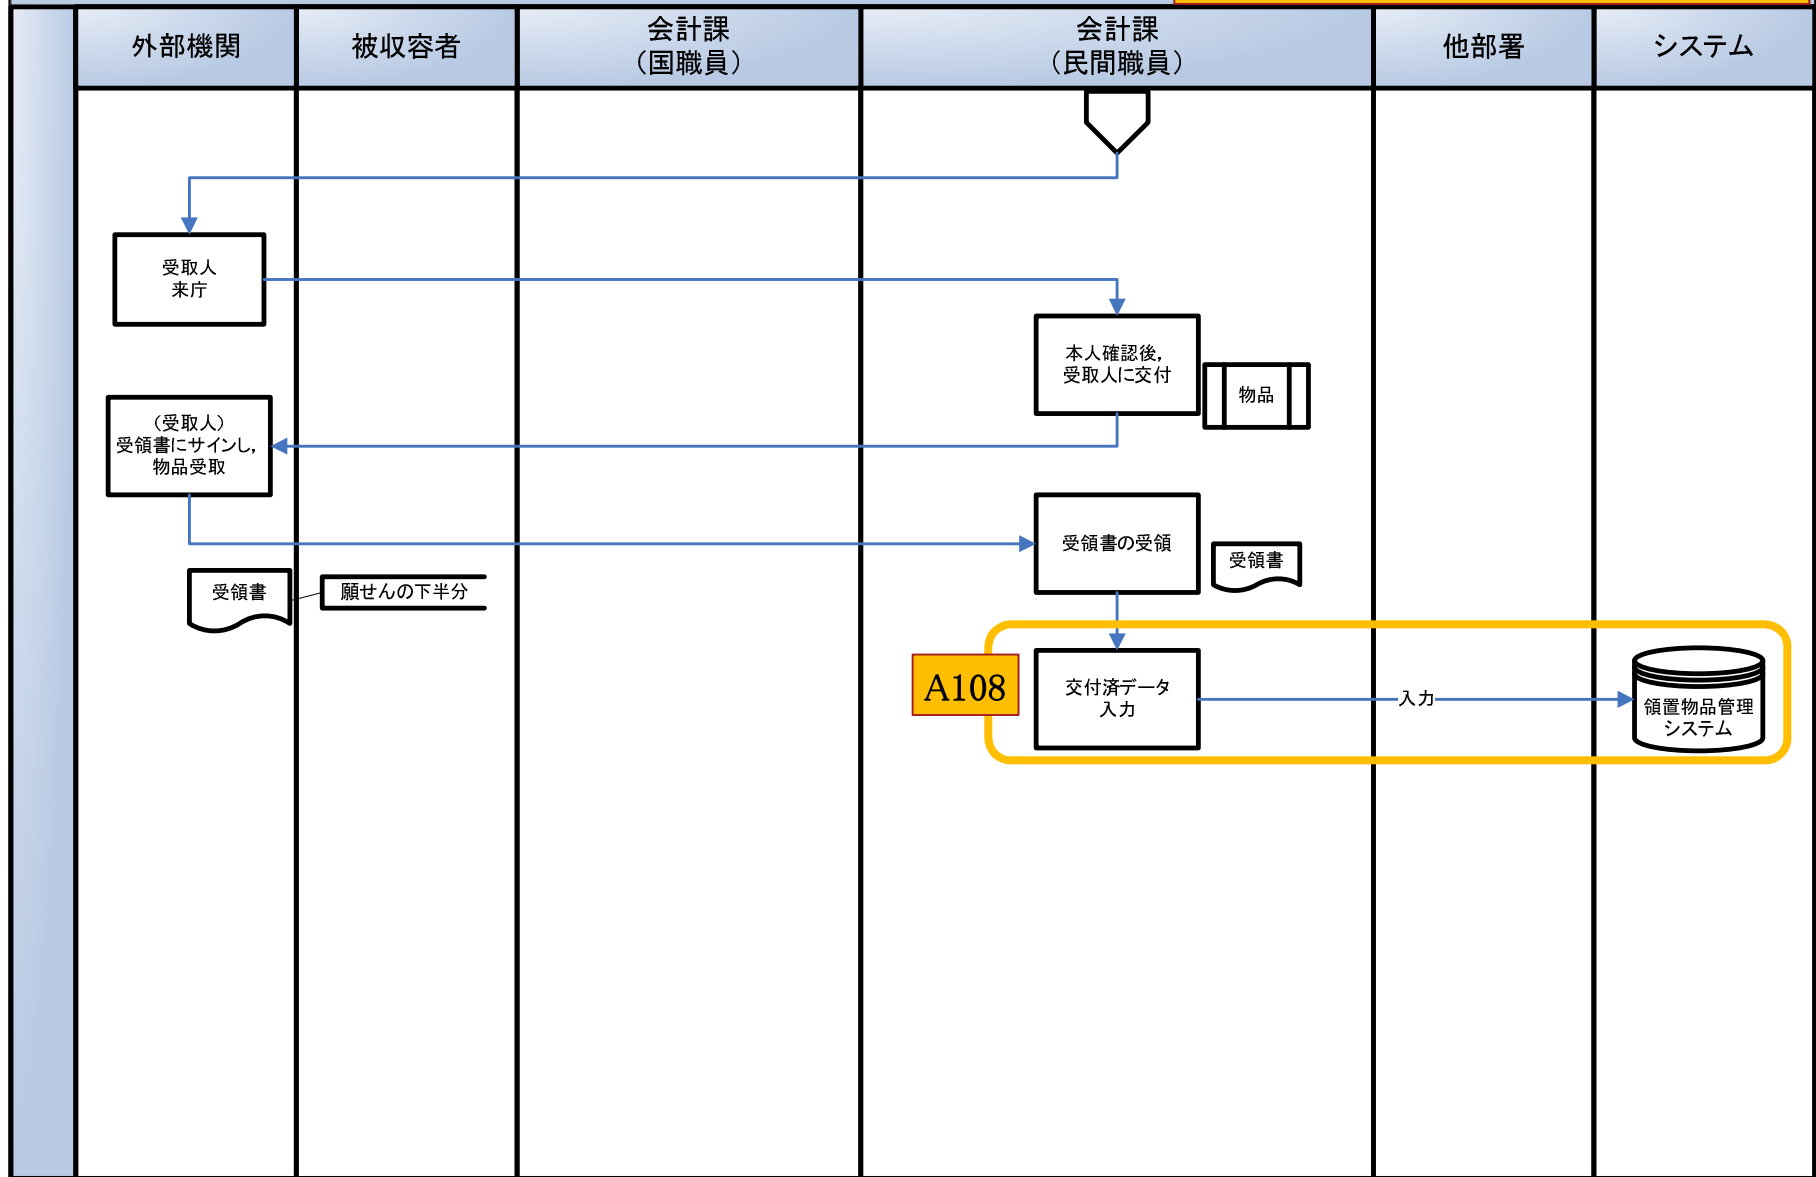 外部機関
被収容者
会計課
（国職員）
会計課
（民間職員）
他部署
システム
受取人
来庁
本人確認後，
受取人に交付
物品
（受取人）
受領書にサインし，
物品受取
受領書の受領
受領書
受領書
願せんの下半分
A108
交付済データ
入力
入力
領置物品管理
システム